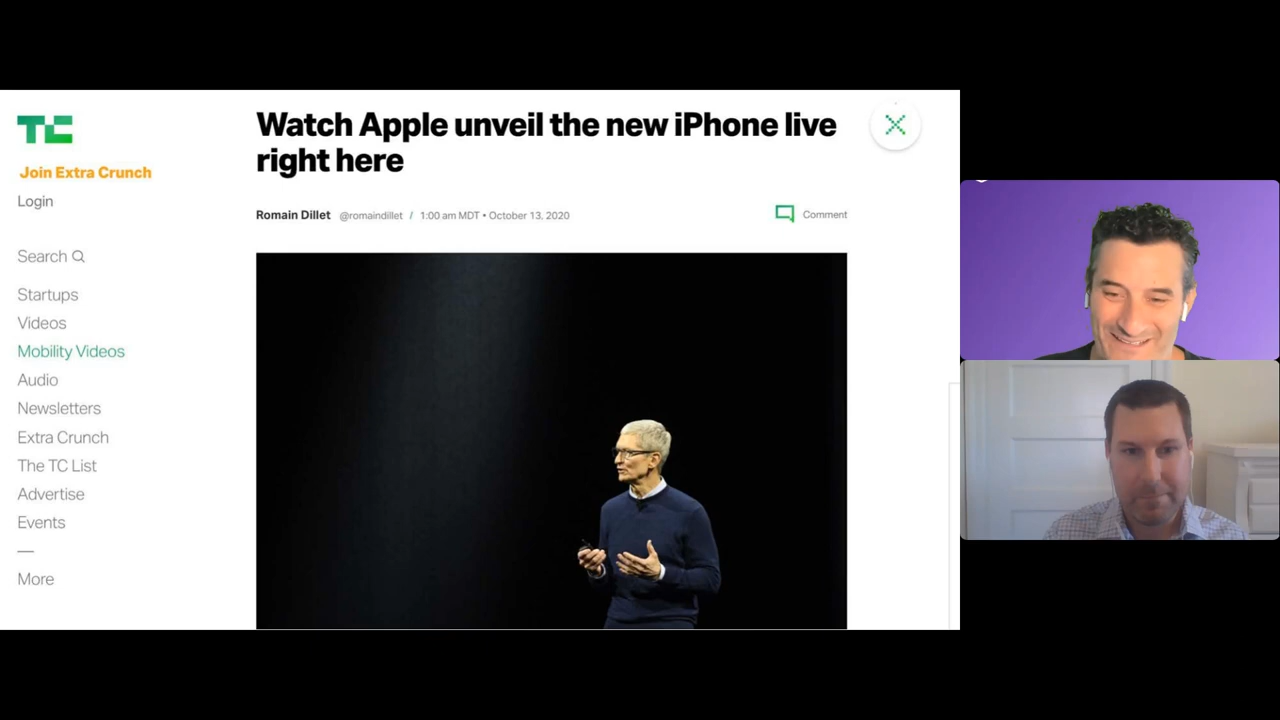 TC
Join Extra Crunch
Login
Search
Startups
Videos
Mobility Videos
Audio
Newsletters
Extra Crunch
The TC List
Advertise
Events
More
Watch Apple unveil the new iPhone live
right here
Romain Dillet @romaindillet / 1:00 am MDT • October 13, 2020
Comment